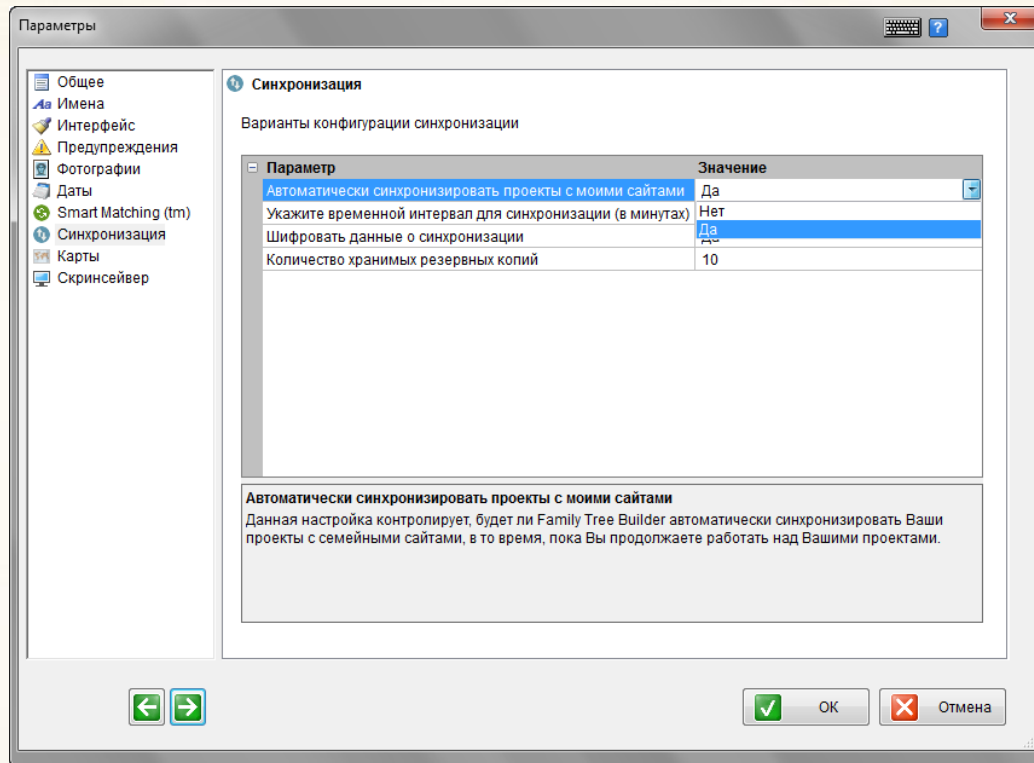 Параметры
?
Общее
Aa Имена
Интерфейс
Предупреждения
Фотографии
Даты
Smart Matching (tm)
Синхронизация
Карты
Скринсейвер
Синхронизация
Варианты конфигурации синхронизации
Параметр Значение
Автоматически синхронизировать проекты с моими сайтами Да
Укажите временной интервал для синхронизации (в минутах) Нет
Да
Шифровать данные о синхронизации Да
Количество хранимых резервных копий 10
Автоматически синхронизировать проекты с моими сайтами
Данная настройка контролирует, будет ли Family Tree Builder автоматически синхронизировать Ваши
проекты с семейными сайтами, в то время, пока Вы продолжаете работать над Вашими проектами.
ОК
Отмена